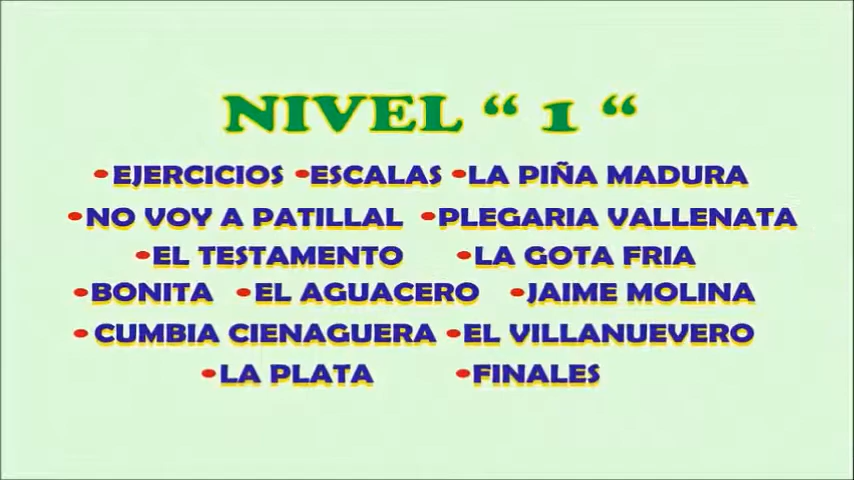 NIVEL “ 1 “
•EJERCICIOS •ESCALAS •LA PIÑA MADURA
•NO VOY A PATILLAL •PLEGARIA VALLENATA
•EL TESTAMENTO •LA GOTA FRIA
•BONITA •EL AGUACERO •JAIME MOLINA
•CUMBIA CIENAGUERA •EL VILLANUEVERO
•LA PLATA •FINALES